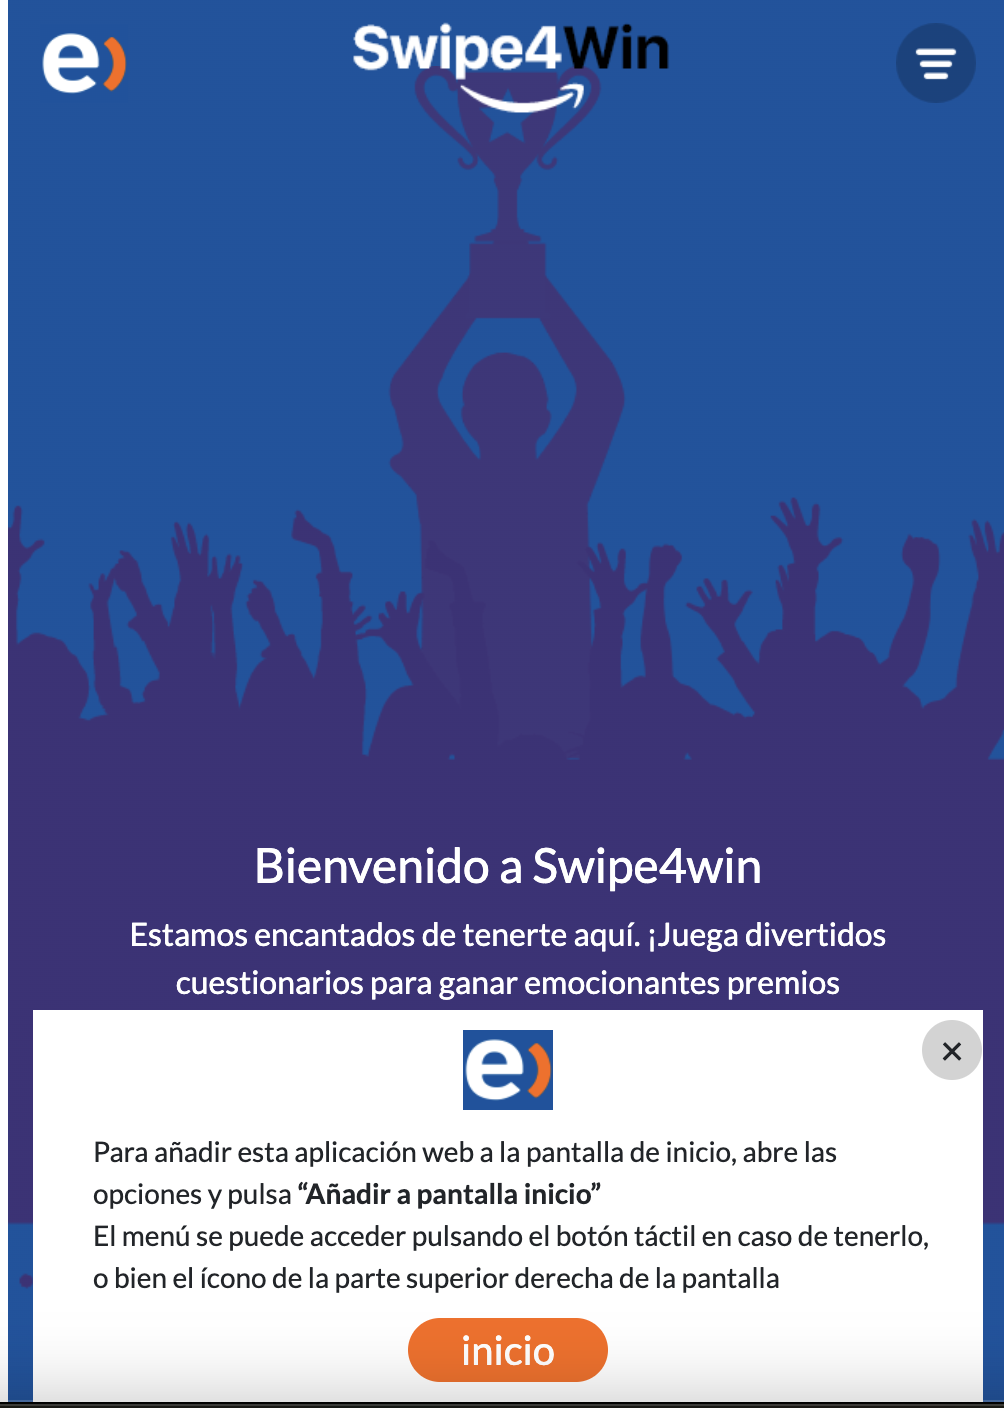 e)
Swipe4Win
Bienvenido a Swipe4win
Estamos encantados de tenerte aquí. ¡Juega divertidos
cuestionarios para ganar emocionantes premios
e)
Para añadir esta aplicación web a la pantalla de inicio, abre las
opciones y pulsa “Añadir a pantalla inicio”
El menú se puede acceder pulsando el botón táctil en caso de tenerlo,
o bien el ícono de la parte superior derecha de la pantalla
inicio